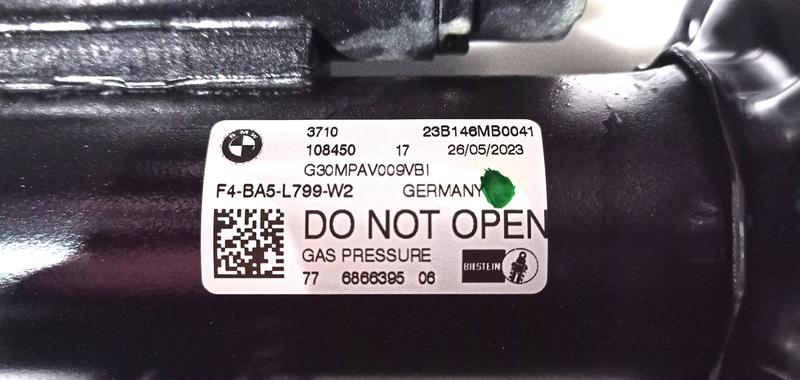 BMW
3710 23B146MB0041
108450 17 26/05/2023
G30MPAV009VBI
F4-BA5-L799-W2 GERMANY
DO NOT OPEN
GAS PRESSURE
BILSTEIN
77 6866395 06